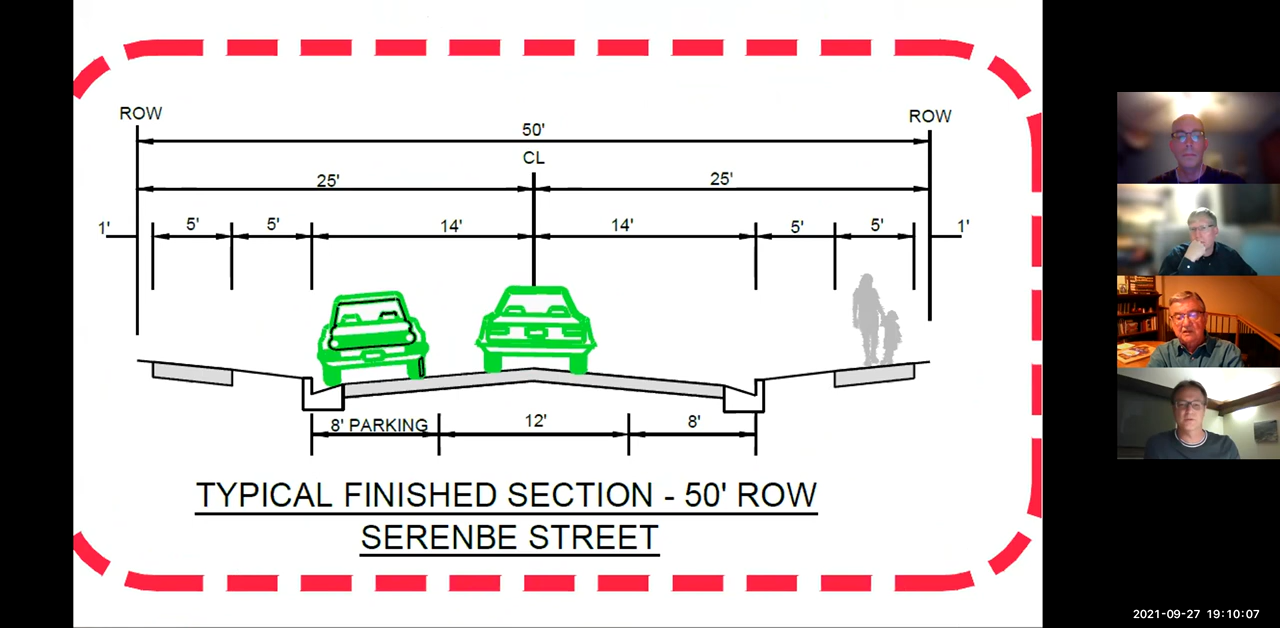 ROW
ROW
50'
CL
25'
25'
1'
5'
5'
14'
14'
5'
5'
1'
8' PARKING
12'
8'
TYPICAL FINISHED SECTION - 50' ROW
SERENBE STREET
2021-09-27 19:10:07